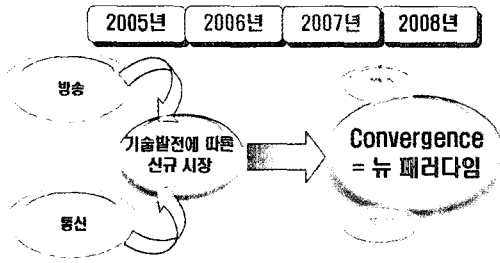 2005년 2006년 2007년 2008년
방송
기술발전에 따른
신규 시장
Convergence
= 뉴 패러다임
통신